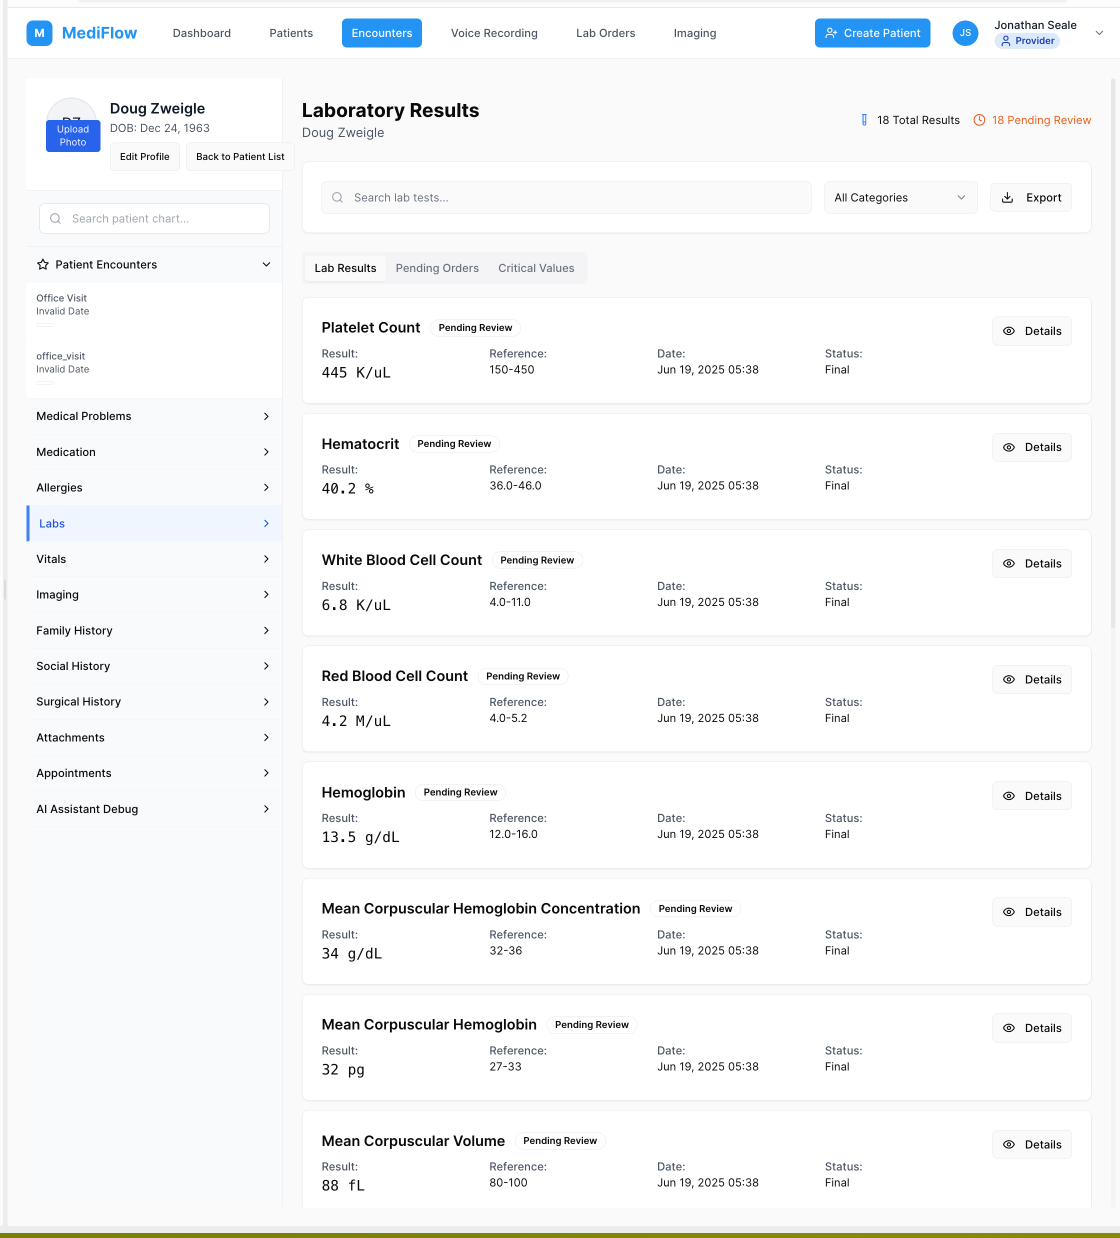 M MediFlow Dashboard Patients Encounters Voice Recording Lab Orders Imaging Create Patient JS Jonathan Seale
Provider
Doug Zweigle
DOB: Dec 24, 1963
Upload
Photo
Edit Profile Back to Patient List
Search patient chart...
Patient Encounters
Office Visit
Invalid Date
office_visit
Invalid Date
Medical Problems
Medication
Allergies
Labs
Vitals
Imaging
Family History
Social History
Surgical History
Attachments
Appointments
AI Assistant Debug
Laboratory Results
Doug Zweigle
18 Total Results 18 Pending Review
Search lab tests... All Categories Export
Lab Results Pending Orders Critical Values
Platelet Count Pending Review Details
Result: Reference: Date: Status:
445 K/uL 150-450 Jun 19, 2025 05:38 Final
Hematocrit Pending Review Details
Result: Reference: Date: Status:
40.2 % 36.0-46.0 Jun 19, 2025 05:38 Final
White Blood Cell Count Pending Review Details
Result: Reference: Date: Status:
6.8 K/uL 4.0-11.0 Jun 19, 2025 05:38 Final
Red Blood Cell Count Pending Review Details
Result: Reference: Date: Status:
4.2 M/uL 4.0-5.2 Jun 19, 2025 05:38 Final
Hemoglobin Pending Review Details
Result: Reference: Date: Status:
13.5 g/dL 12.0-16.0 Jun 19, 2025 05:38 Final
Mean Corpuscular Hemoglobin Concentration Pending Review Details
Result: Reference: Date: Status:
34 g/dL 32-36 Jun 19, 2025 05:38 Final
Mean Corpuscular Hemoglobin Pending Review Details
Result: Reference: Date: Status:
32 pg 27-33 Jun 19, 2025 05:38 Final
Mean Corpuscular Volume Pending Review Details
Result: Reference: Date: Status:
88 fL 80-100 Jun 19, 2025 05:38 Final